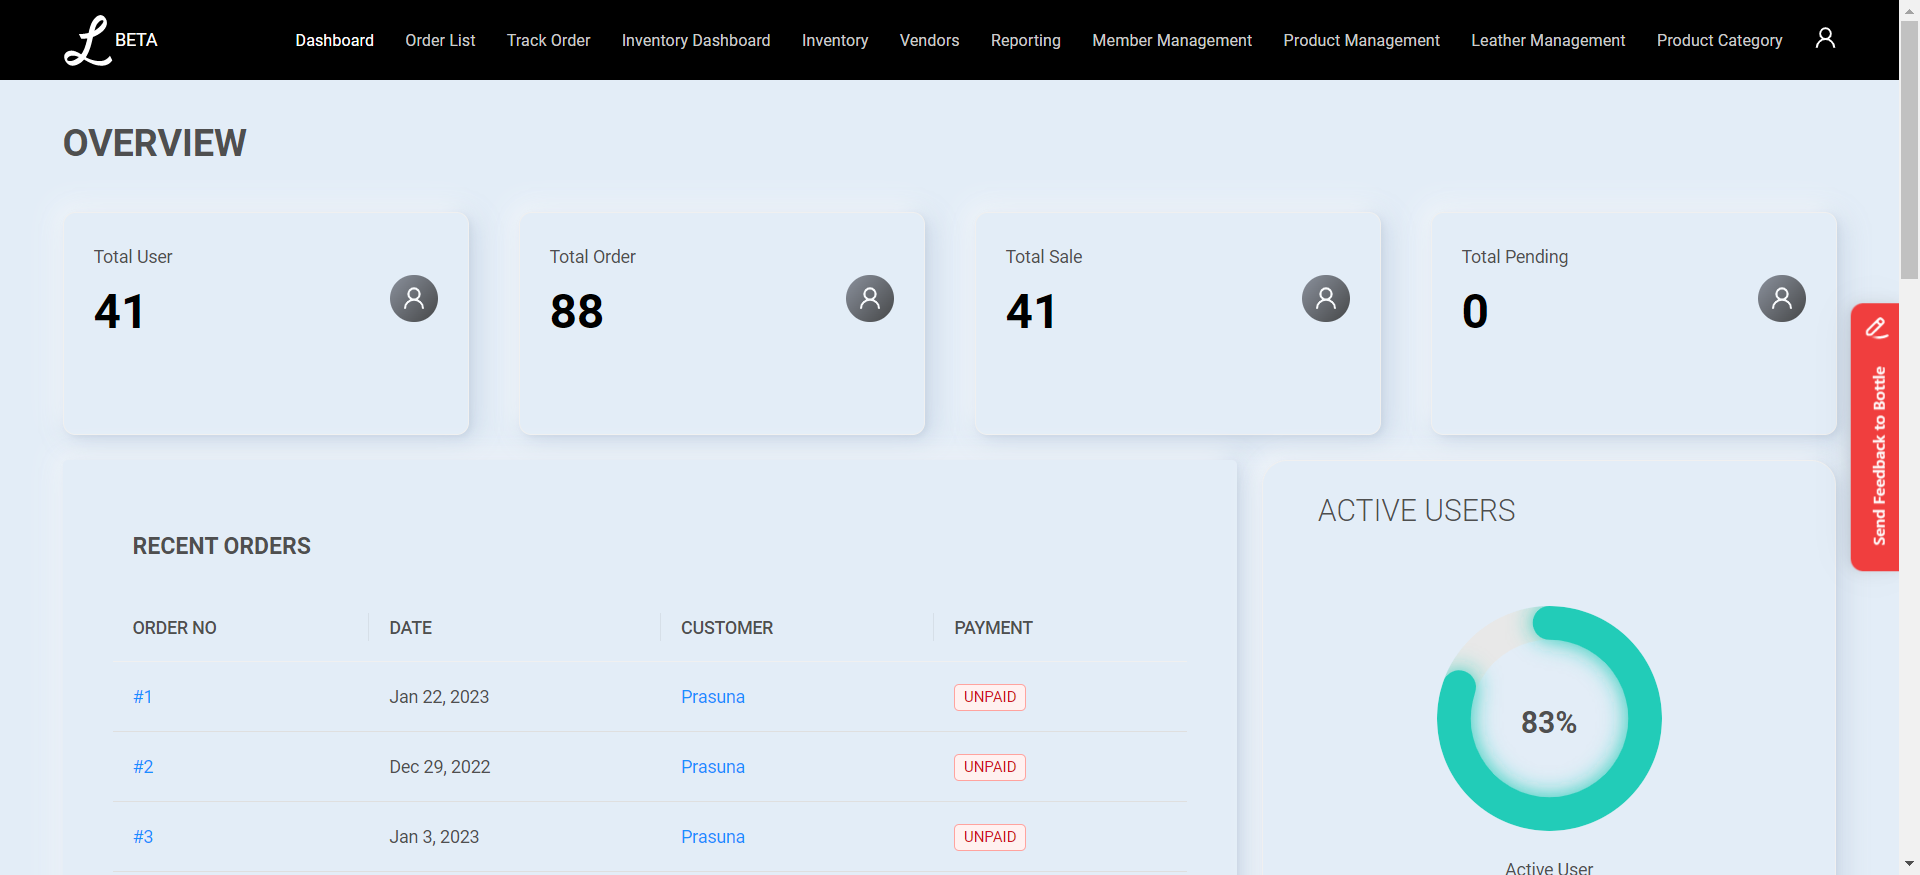 L BETA Dashboard Order List Track Order Inventory Dashboard Inventory Vendors Reporting Member Management Product Management Leather Management Product Category
OVERVIEW
Total User
41
Total Order
88
Total Sale
41
Total Pending
0
Send Feedback to Bottle
RECENT ORDERS
ORDER NO DATE CUSTOMER PAYMENT
#1 Jan 22, 2023 Prasuna UNPAID
#2 Dec 29, 2022 Prasuna UNPAID
#3 Jan 3, 2023 Prasuna UNPAID
ACTIVE USERS
83%
Active User